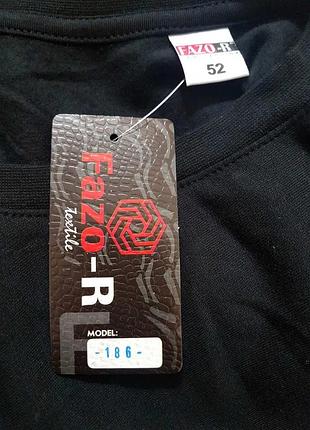 FAZO-R
52
Fazo-R
textile
MODEL:
-186-